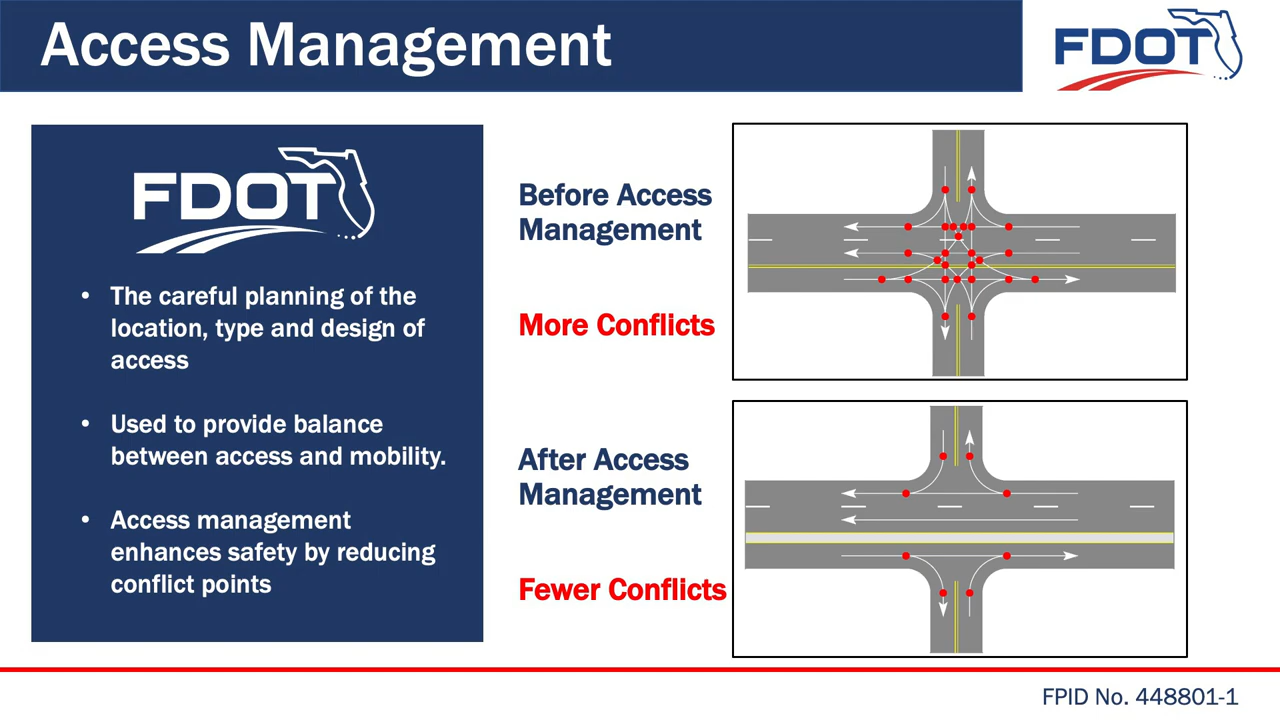 Access Management
FDOT
FDOT
• The careful planning of the
location, type and design of
access
• Used to provide balance
between access and mobility.
• Access management
enhances safety by reducing
conflict points
Before Access
Management
More Conflicts
After Access
Management
Fewer Conflicts
FPID No. 448801-1